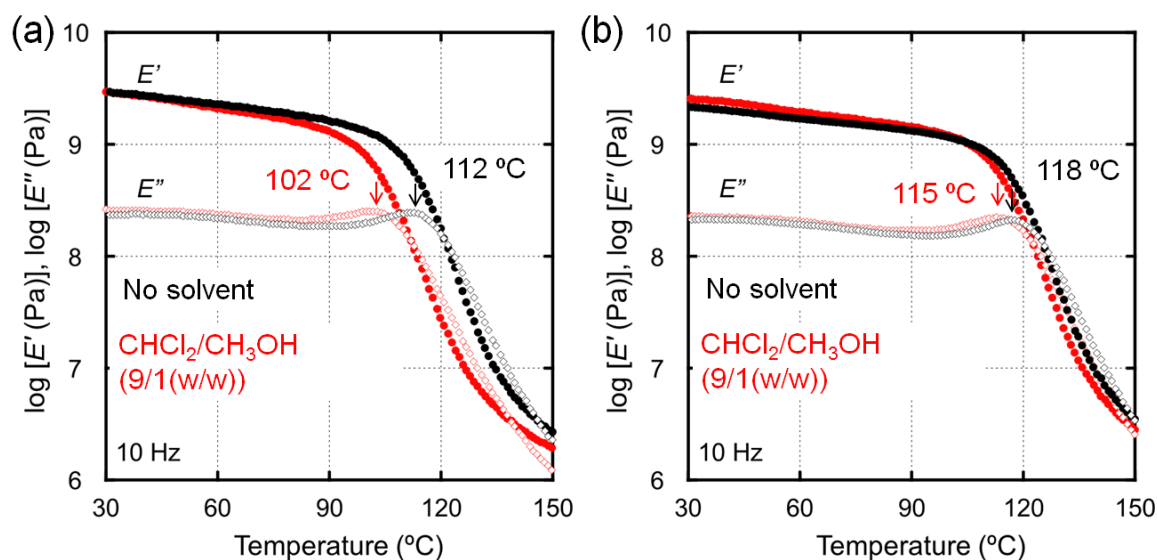 (a)
10
9
8
7
6
log [E' (Pa)], log [E" (Pa)]
E'
E"
102 ºC
112 ºC
No solvent
CHCl₂/CH₃OH
(9/1(w/w))
10 Hz
30 60 90 120 150
Temperature (ºC)
(b)
10
9
8
7
6
log [E' (Pa)], log [E" (Pa)]
E'
E"
115 ºC
118 ºC
No solvent
CHCl₂/CH₃OH
(9/1(w/w))
10 Hz
30 60 90 120 150
Temperature (ºC)